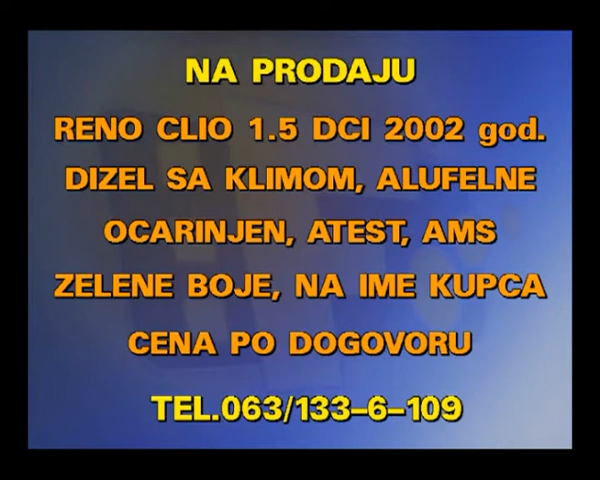 NA PRODAJU
RENO CLIO 1.5 DCI 2002 god.
DIZEL SA KLIMOM, ALUFELNE
OCARINJEN, ATEST, AMS
ZELENE BOJE, NA IME KUPCA
CENA PO DOGOVORU
TEL.063/133-6-109